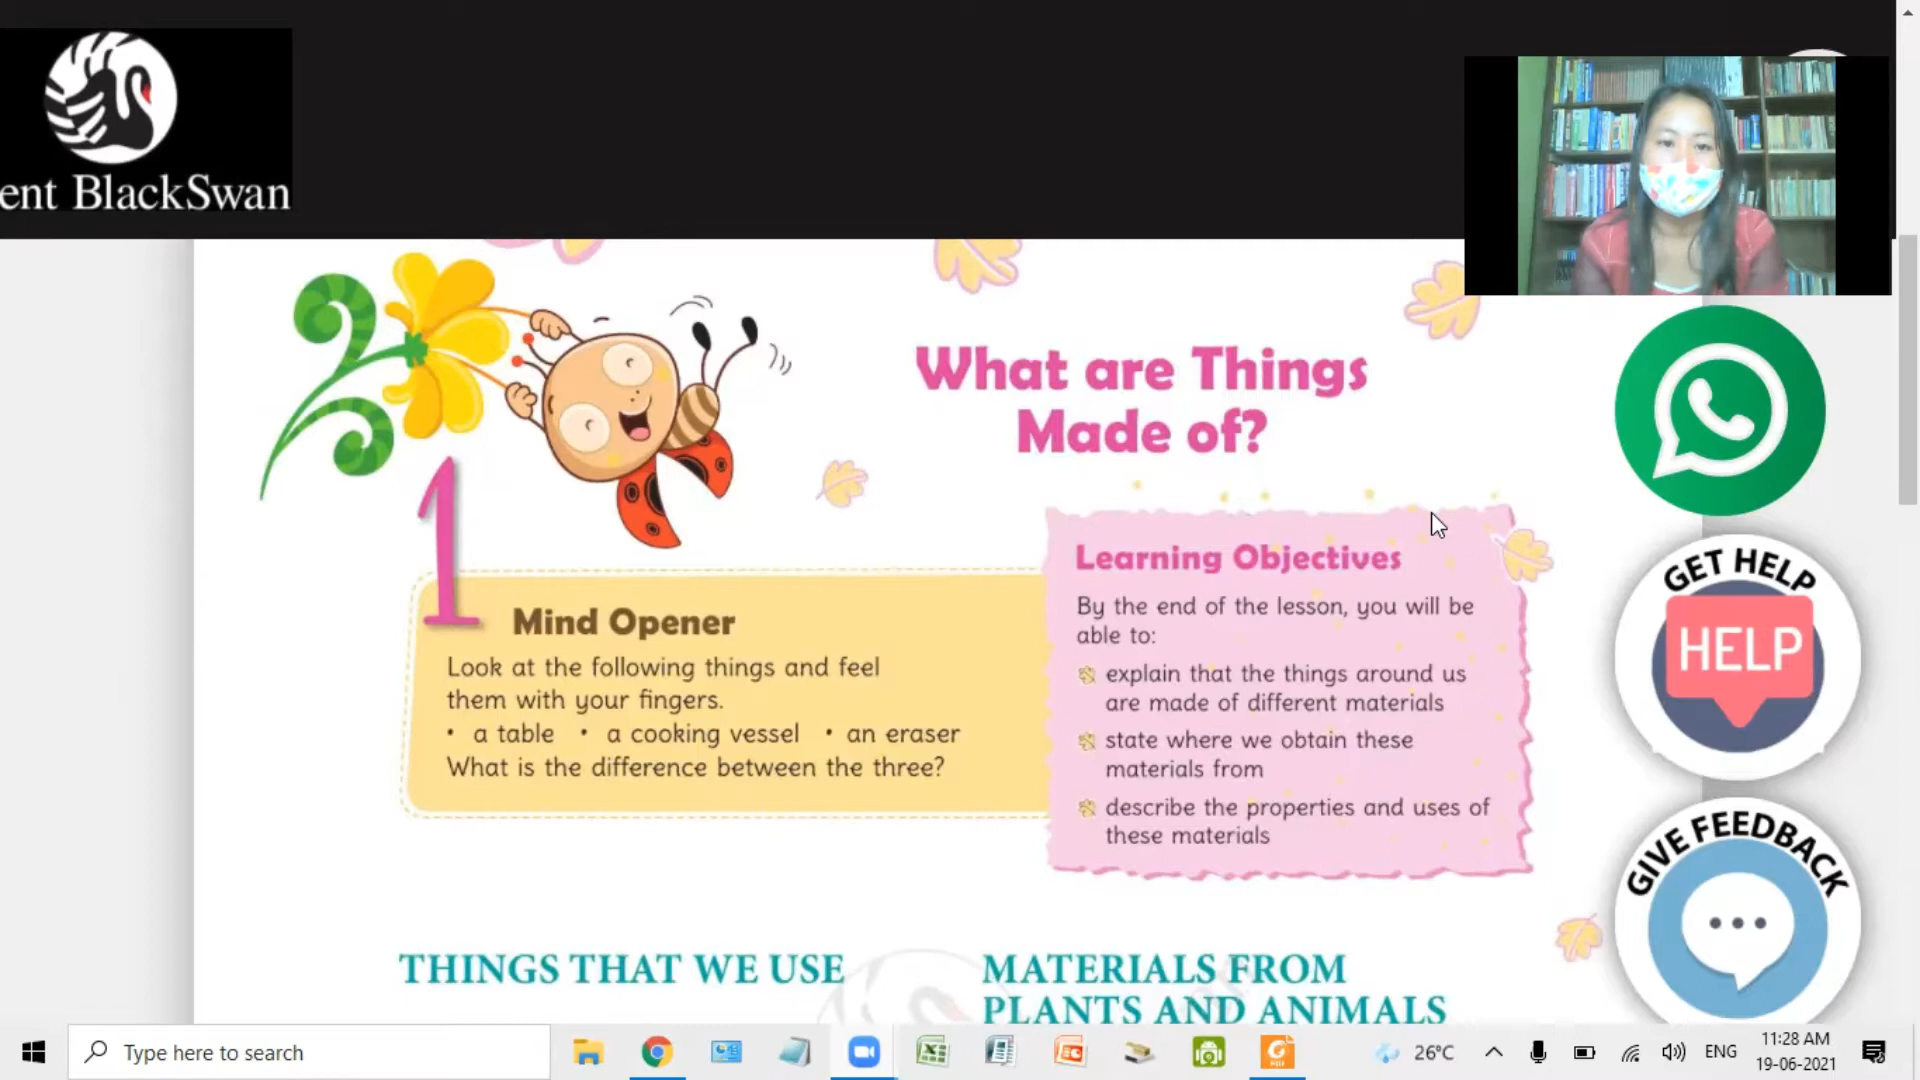 ent BlackSwan
What are Things
Made of?
1
Mind Opener
Look at the following things and feel
them with your fingers.
• a table • a cooking vessel • an eraser
What is the difference between the three?
Learning Objectives
By the end of the lesson, you will be
able to:
explain that the things around us
are made of different materials
state where we obtain these
materials from
describe the properties and uses of
these materials
THINGS THAT WE USE
MATERIALS FROM
PLANTS AND ANIMALS
GET HELP
HELP
GIVE FEEDBACK
Type here to search
26°C
ENG
11:28 AM
19-06-2021